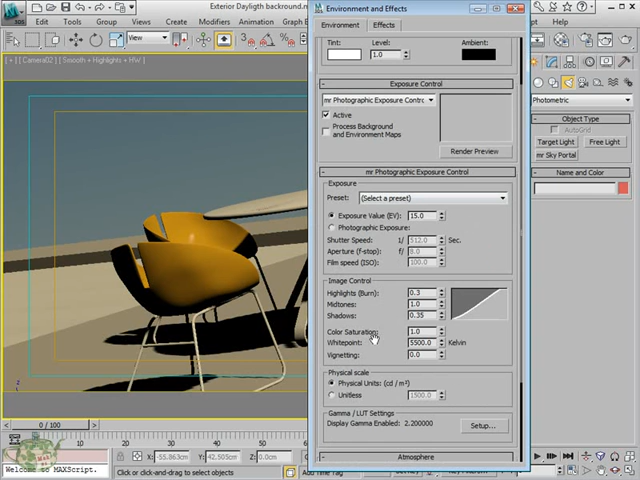 Exterior Dayligth backround.m
Environment and Effects
Environment
Effects
Tint:
Level:
Ambient:
1.0
Exposure Control
mr Photographic Exposure Contrc
Active
Process Background
and Environment Maps
Render Preview
mr Photographic Exposure Control
Exposure
Preset:
(Select a preset)
Exposure Value (EV):
15.0
Photographic Exposure:
Shutter Speed:
1/
512.0
Sec.
Aperture (f-stop):
f/
8.0
Film speed (ISO):
100.0
Image Control
Highlights (Burn):
0.3
Midtones:
1.0
Shadows:
0.35
Color Saturation:
1.0
Whitepoint:
5500.0
Kelvin
Vignetting:
0.0
Physical scale
Physical Units: (cd / m²)
Unitless
1500.0
Gamma / LUT Settings
Display Gamma Enabled: 2.200000
Setup...
Atmosphere
Edit
Tools
Group
Views
Create
Modifiers
Animation
Graph E
View
[ + ] [ Camera02 ] [ Smooth + Highlights + HW ]
Photometric
Object Type
AutoGrid
Target Light
Free Light
mr Sky Portal
Name and Color
0 / 100
0
10
Welcome to MAXScript.
X:
-55.863cm
Y:
42.505cm
Z:
0.0cm
Click or click-and-drag to select objects
Add Time Tag